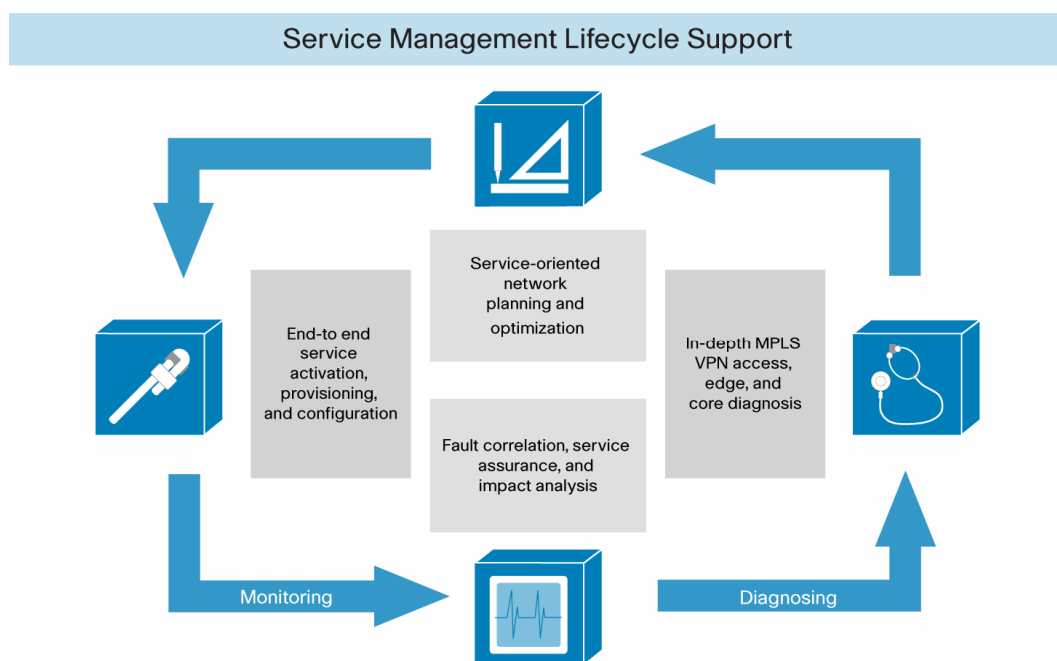 Service Management Lifecycle Support
Service-oriented
network
planning and
optimization
End-to end
service
activation,
provisioning,
and configuration
In-depth MPLS
VPN access,
edge, and
core diagnosis
Fault correlation, service
assurance, and
impact analysis
Monitoring
Diagnosing